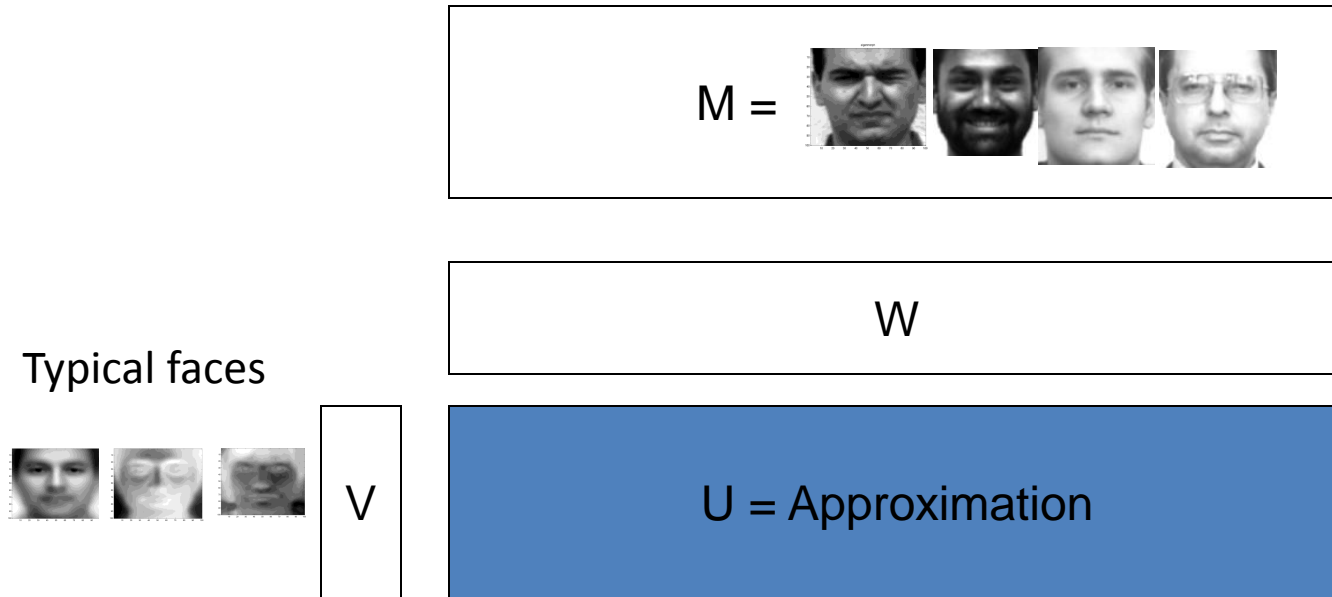 M =
W
Typical faces
V
U = Approximation